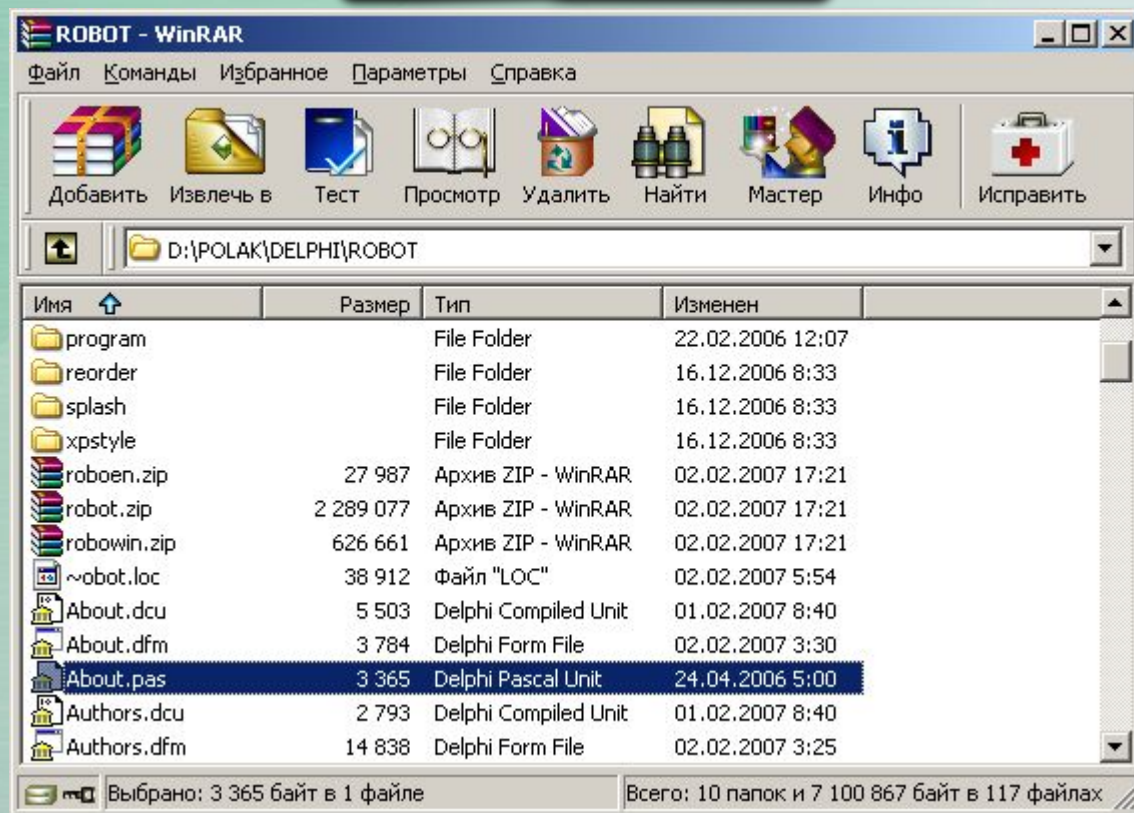 ROBOT - WinRAR
Файл Команды Избранное Параметры Справка
Добавить Извлечь в Тест Просмотр Удалить Найти Мастер Инфо Исправить
D:\POLAK\DELPHI\ROBOT
Имя Размер Тип Изменен
program File Folder 22.02.2006 12:07
reorder File Folder 16.12.2006 8:33
splash File Folder 16.12.2006 8:33
xpstyle File Folder 16.12.2006 8:33
roboen.zip 27 987 Архив ZIP - WinRAR 02.02.2007 17:21
robot.zip 2 289 077 Архив ZIP - WinRAR 02.02.2007 17:21
robowin.zip 626 661 Архив ZIP - WinRAR 02.02.2007 17:21
~obot.loc 38 912 Файл "LOC" 02.02.2007 5:54
About.dcu 5 503 Delphi Compiled Unit 01.02.2007 8:40
About.dfm 3 784 Delphi Form File 02.02.2007 3:30
About.pas 3 365 Delphi Pascal Unit 24.04.2006 5:00
Authors.dcu 2 793 Delphi Compiled Unit 01.02.2007 8:40
Authors.dfm 14 838 Delphi Form File 02.02.2007 3:25
Выбрано: 3 365 байт в 1 файле Всего: 10 папок и 7 100 867 байт в 117 файлах